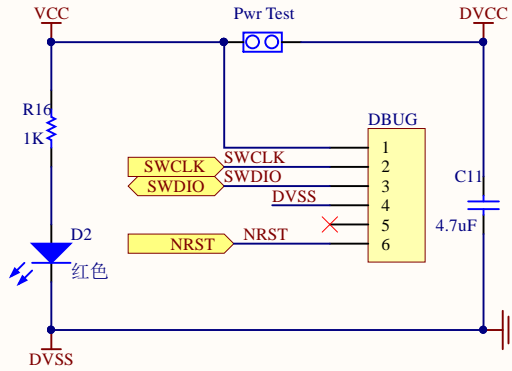 VCC
Pwr Test
DVCC
R16
1K
DBUG
1
SWCLK
SWCLK
2
SWDIO
SWDIO
3
DVSS
4
5
NRST
NRST
6
C11
4.7uF
D2
红色
DVSS